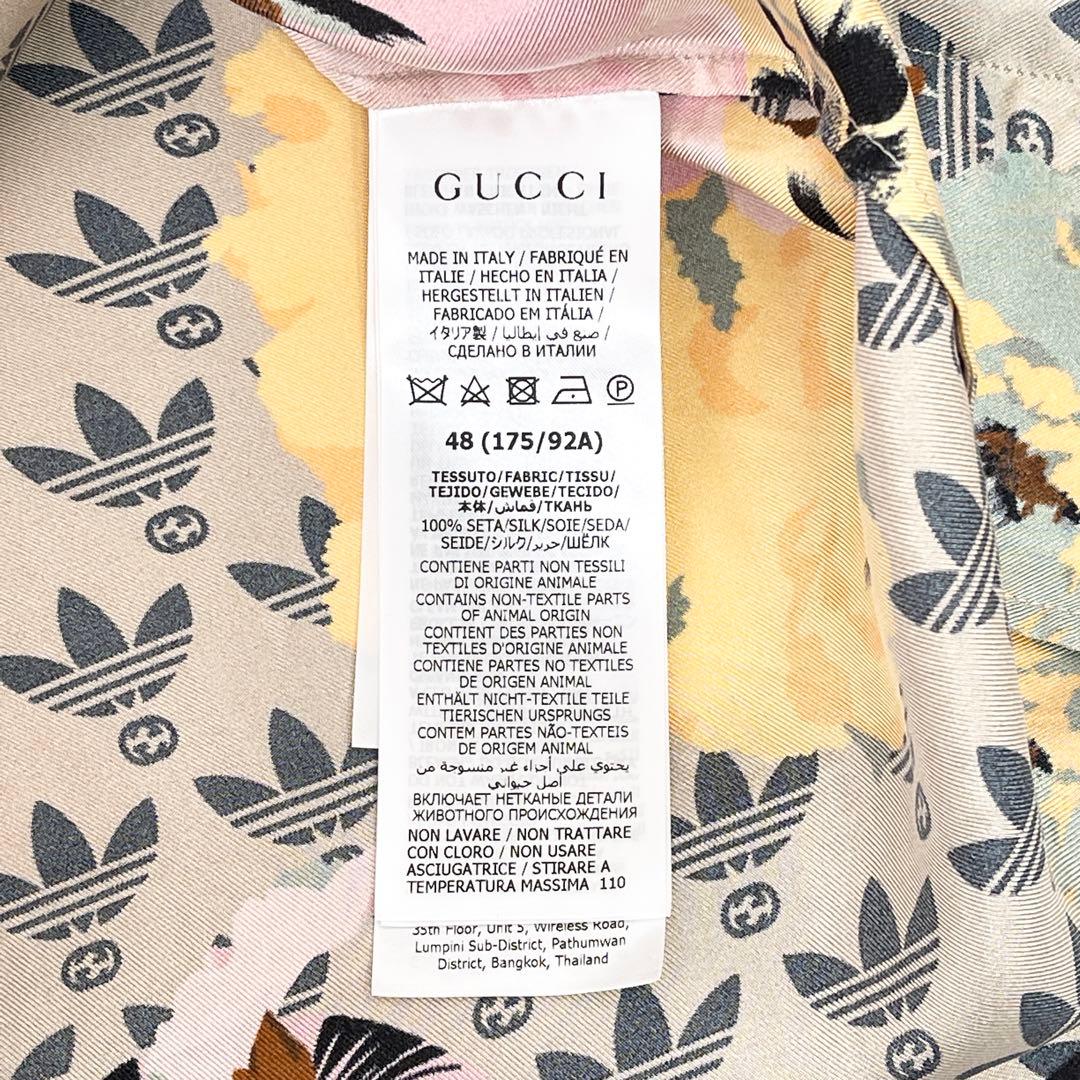 GUCCI
MADE IN ITALY / FABRIQUÉ EN
ITALIE / HECHO EN ITALIA /
HERGESTELLT IN ITALIEN /
FABRICADO EM ITÁLIA /
イタリア製 / صنع في إيطاليا /
СДЕЛАНО В ИТАЛИИ
P
48 (175/92A)
TESSUTO/FABRIC/TISSU/
TEJIDO/GEWEBE/TECIDO/
本体/قماش/ТКАНЬ
100% SETA/SILK/SOIE/SEDA/
SEIDE/シルク/حرير/ШЁЛК
CONTIENE PARTI NON TESSILI
DI ORIGINE ANIMALE
CONTAINS NON-TEXTILE PARTS
OF ANIMAL ORIGIN
CONTIENT DES PARTIES NON
TEXTILES D'ORIGINE ANIMALE
CONTIENE PARTES NO TEXTILES
DE ORIGEN ANIMAL
ENTHÄLT NICHT-TEXTILE TEILE
TIERISCHEN URSPRUNGS
CONTEM PARTES NÃO-TEXTEIS
DE ORIGEM ANIMAL
يحتوي على أجزاء غير منسوجة من
أصل حيواني
ВКЛЮЧАЕТ НЕТКАНЫЕ ДЕТАЛИ
ЖИВОТНОГО ПРОИСХОЖДЕНИЯ
NON LAVARE / NON TRATTARE
CON CLORO / NON USARE
ASCIUGATRICE / STIRARE A
TEMPERATURA MASSIMA 110
35th Floor, Unit 5, Wireless Road,
Lumpini Sub-District, Pathumwan
District, Bangkok, Thailand